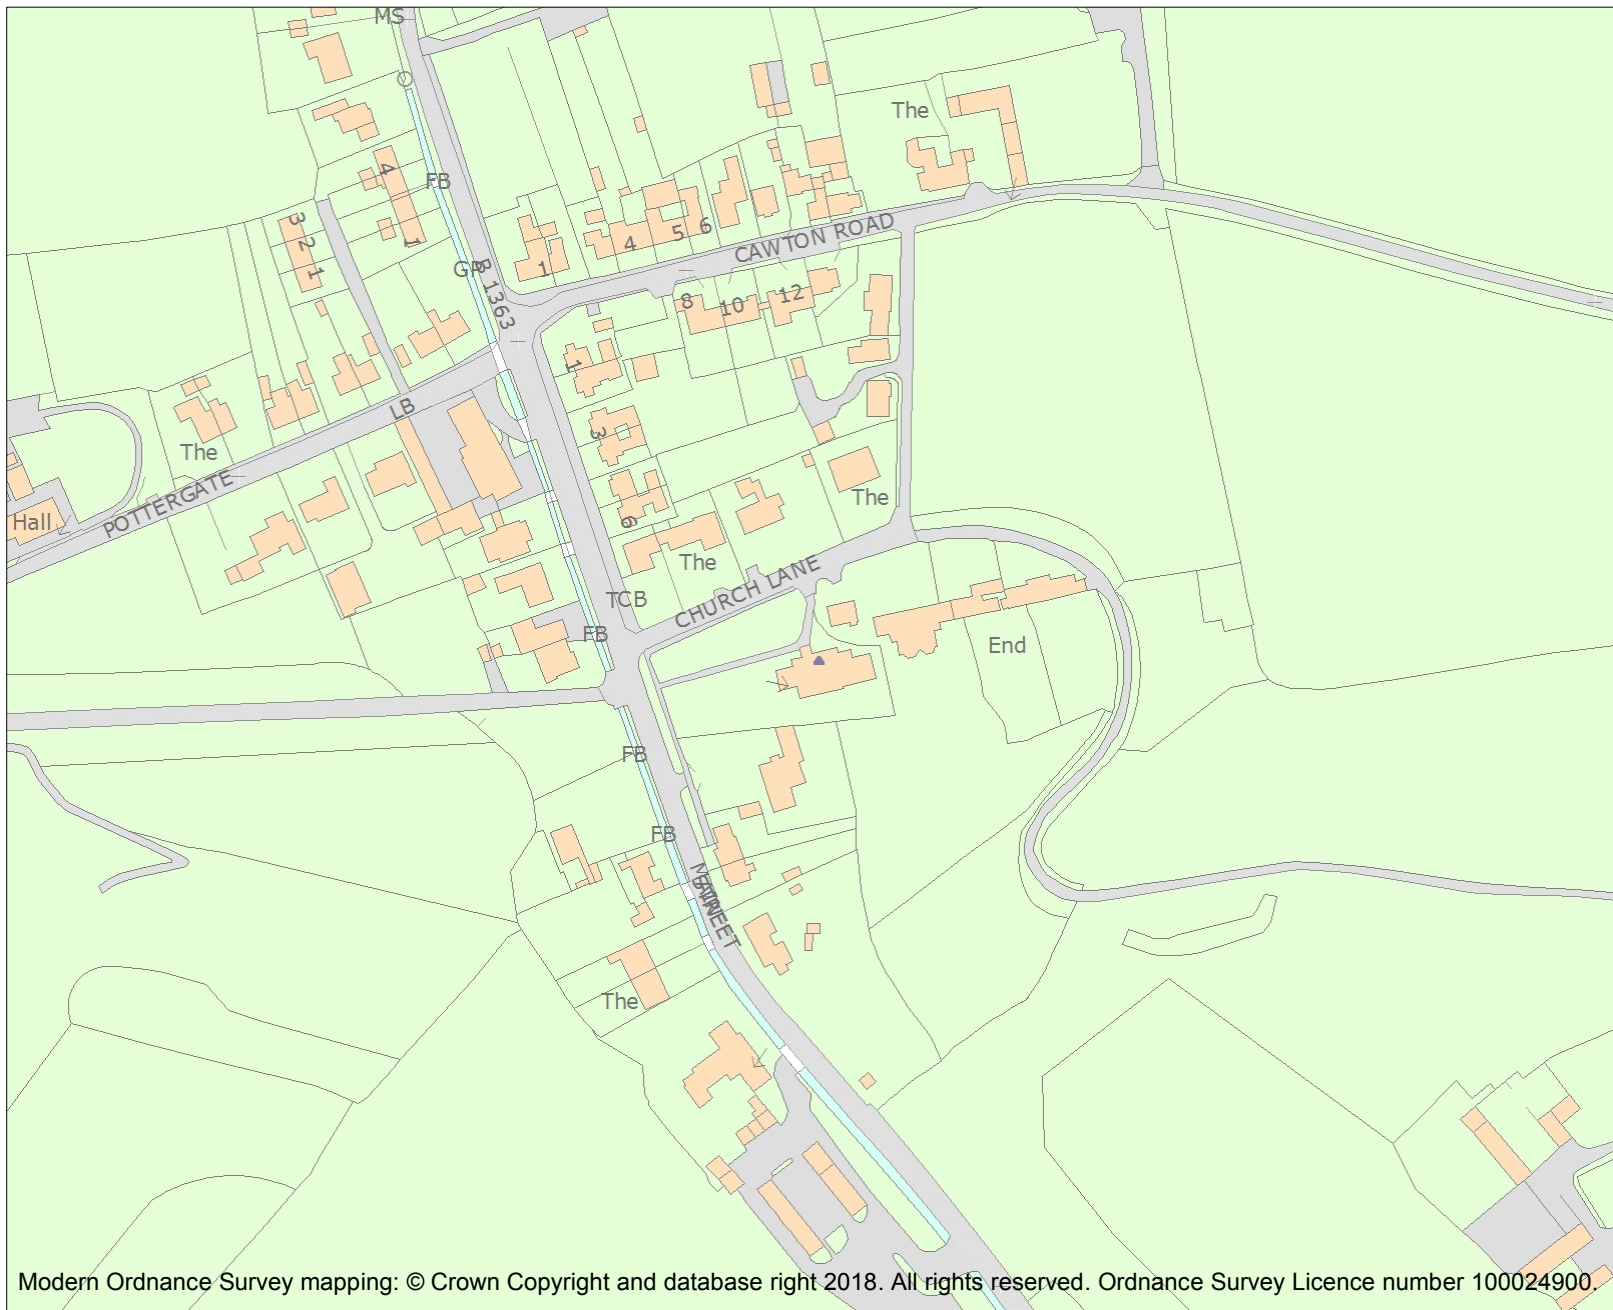 MS
The
4
FB
3
2
1
1
GP
B 1363
1
4
5
6
CAWTON ROAD
8
10
12
1
LB
3
The
POTTERGATE
Hall
The
6
The
TCB
CHURCH LANE
FB
End
FB
FB
MAIN STREET
The
Modern Ordnance Survey mapping: © Crown Copyright and database right 2018. All rights reserved. Ordnance Survey Licence number 100024900.